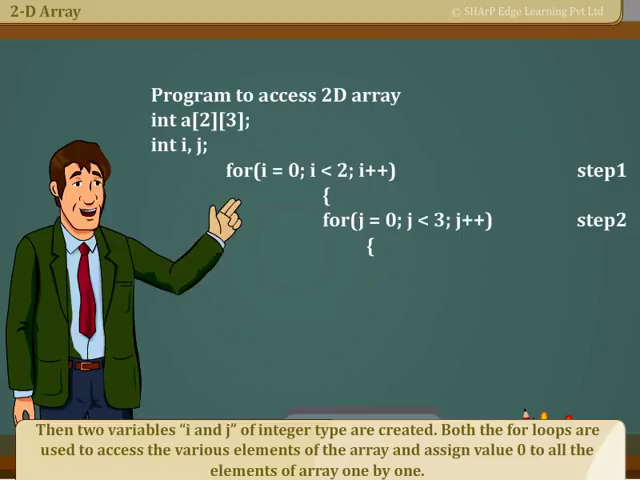 2-D Array
© SHArP Edge Learning Pvt Ltd
Program to access 2D array
int a[2][3];
int i, j;
for(i = 0; i < 2; i++) step1
{
for(j = 0; j < 3; j++) step2
{
Then two variables “i and j” of integer type are created. Both the for loops are
used to access the various elements of the array and assign value 0 to all the
elements of array one by one.